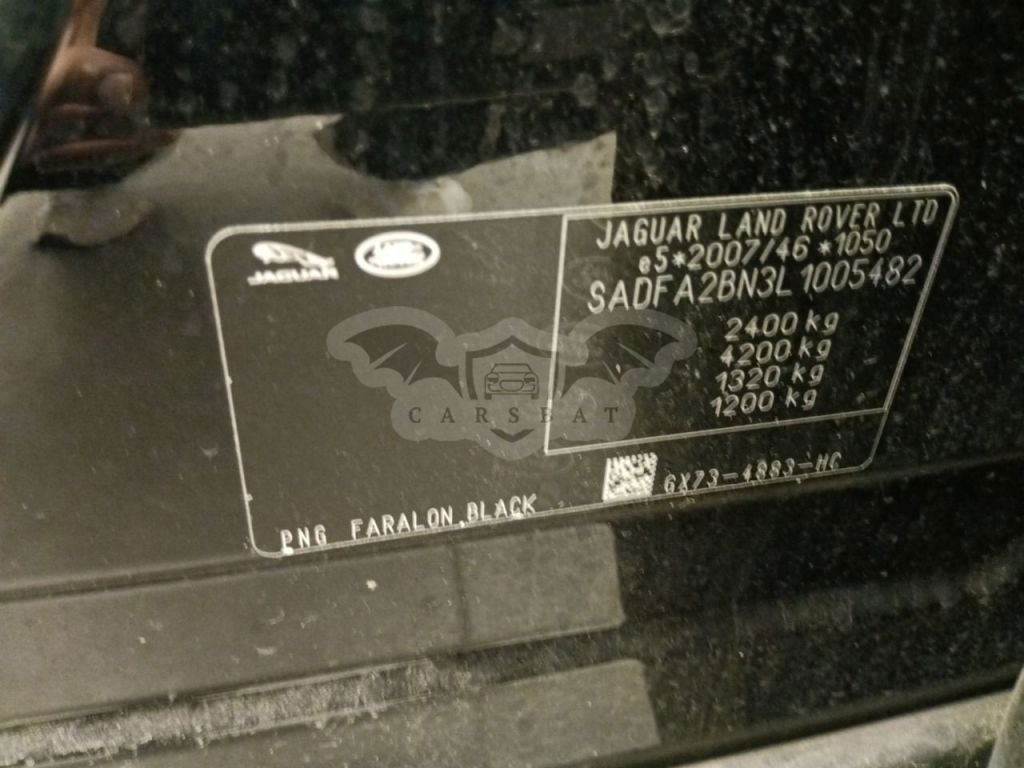 JAGUAR
JAGUAR LAND ROVER LTD
e5*2007/46*1050
SADFA2BN3L1005482
2400 kg
4200 kg
1320 kg
1200 kg
CARSBAT
6X73-4883-HC
PNG FARALON BLACK